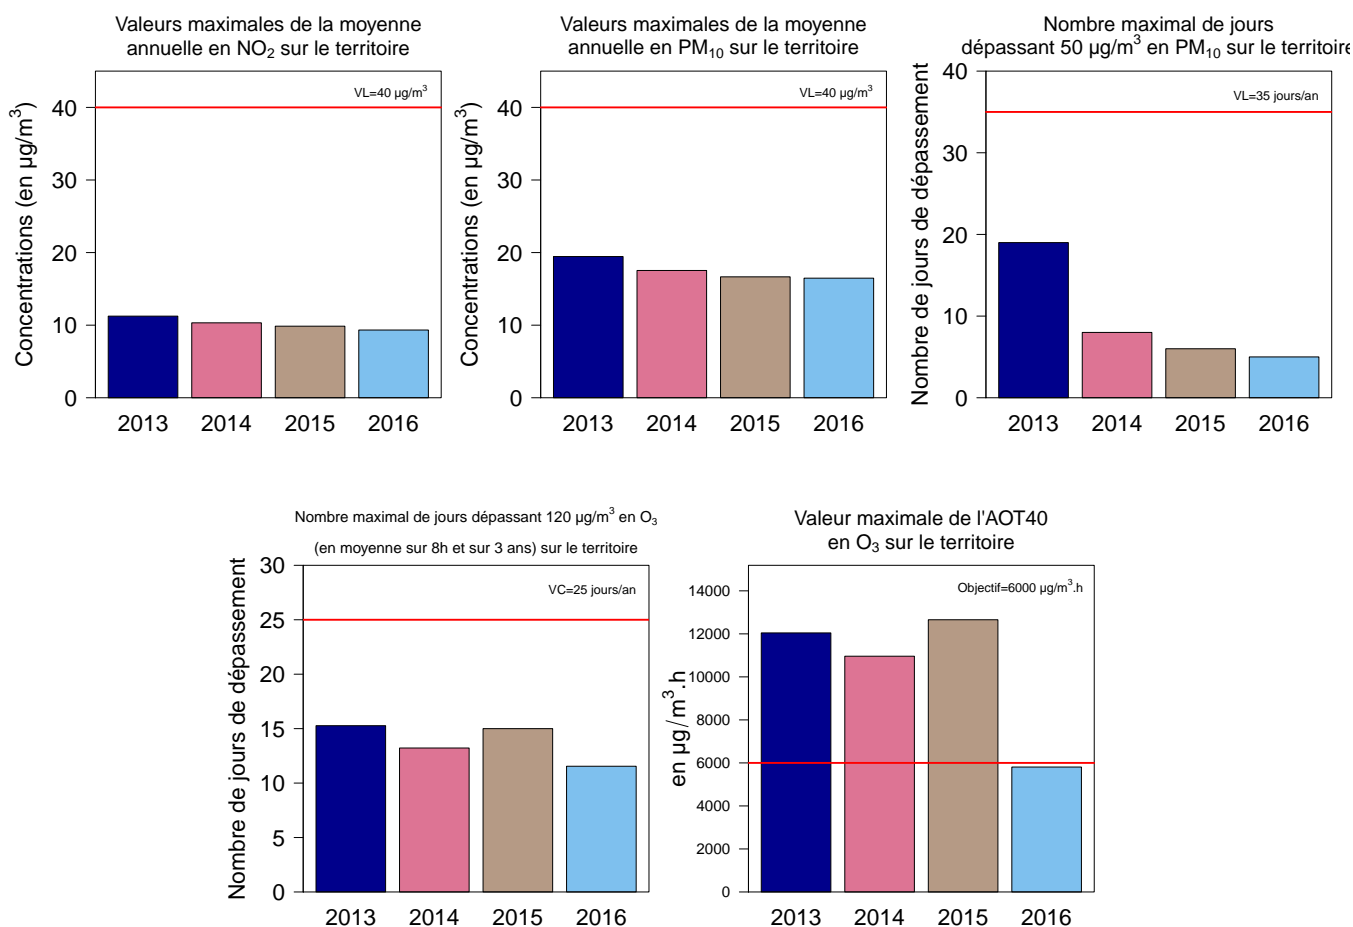 Valeurs maximales de la moyenne
annuelle en NO₂ sur le territoire
Concentrations (en µg/m³)
40
30
20
10
0
VL=40 µg/m³
2013 2014 2015 2016
Valeurs maximales de la moyenne
annuelle en PM₁₀ sur le territoire
Concentrations (en µg/m³)
40
30
20
10
0
VL=40 µg/m³
2013 2014 2015 2016
Nombre maximal de jours
dépassant 50 µg/m³ en PM₁₀ sur le territoire
Nombre de jours de dépassement
40
30
20
10
0
VL=35 jours/an
2013 2014 2015 2016
Nombre maximal de jours dépassant 120 µg/m³ en O₃
(en moyenne sur 8h et sur 3 ans) sur le territoire
Nombre de jours de dépassement
30
25
20
15
10
5
0
VC=25 jours/an
2013 2014 2015 2016
Valeur maximale de l'AOT40
en O₃ sur le territoire
en µg/m³.h
14000
12000
10000
8000
6000
4000
2000
0
Objectif=6000 µg/m³.h
2013 2014 2015 2016